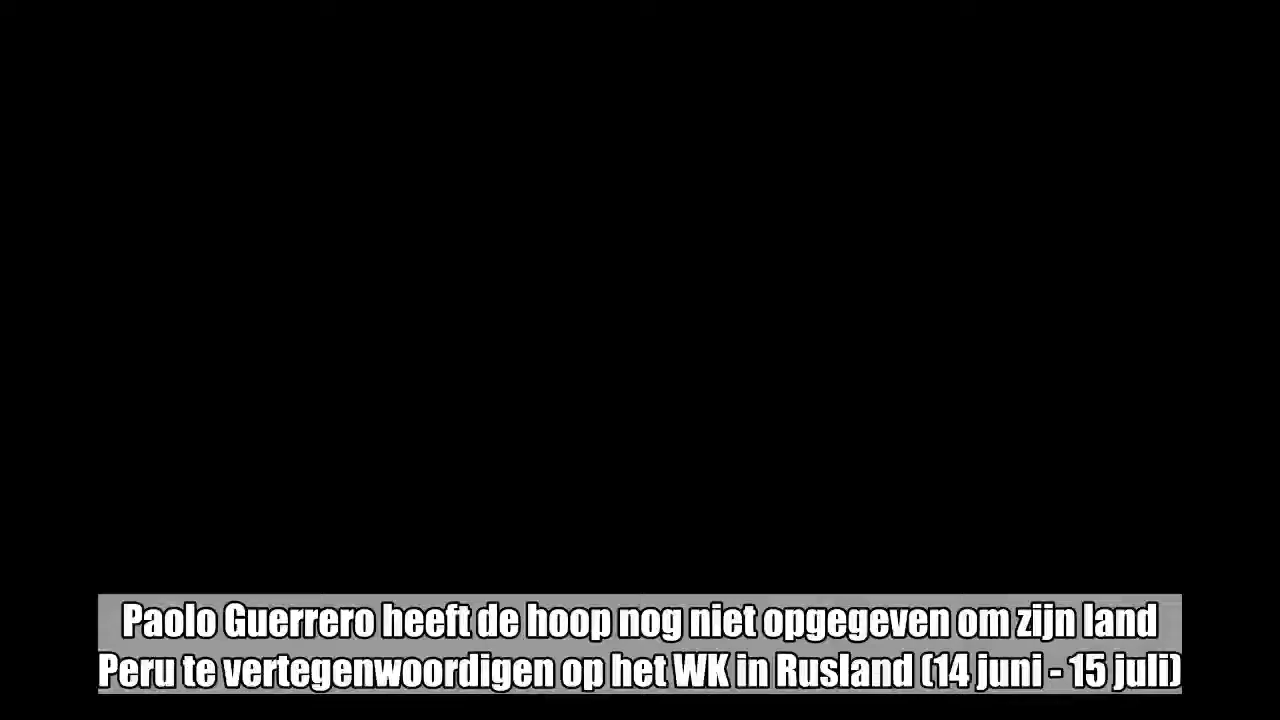 Paolo Guerrero heeft de hoop nog niet opgegeven om zijn land
Peru te vertegenwoordigen op het WK in Rusland (14 juni - 15 juli)